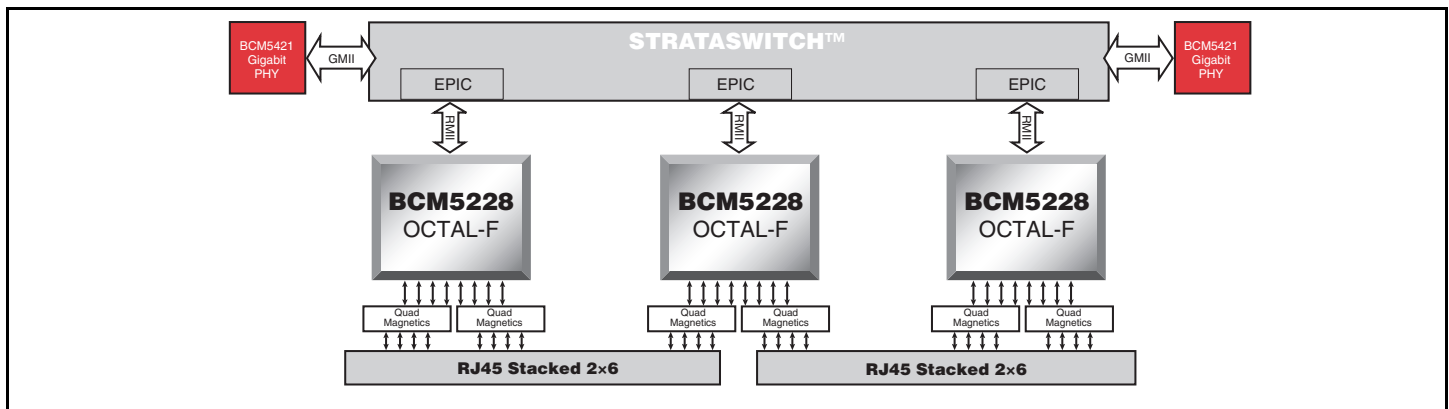 STRATASWITCH™
BCM5421
Gigabit
PHY
GMII
GMII
BCM5421
Gigabit
PHY
EPIC
EPIC
EPIC
RMII
RMII
RMII
BCM5228
OCTAL-F
BCM5228
OCTAL-F
BCM5228
OCTAL-F
Quad
Magnetics
Quad
Magnetics
Quad
Magnetics
Quad
Magnetics
Quad
Magnetics
Quad
Magnetics
RJ45 Stacked 2×6
RJ45 Stacked 2×6